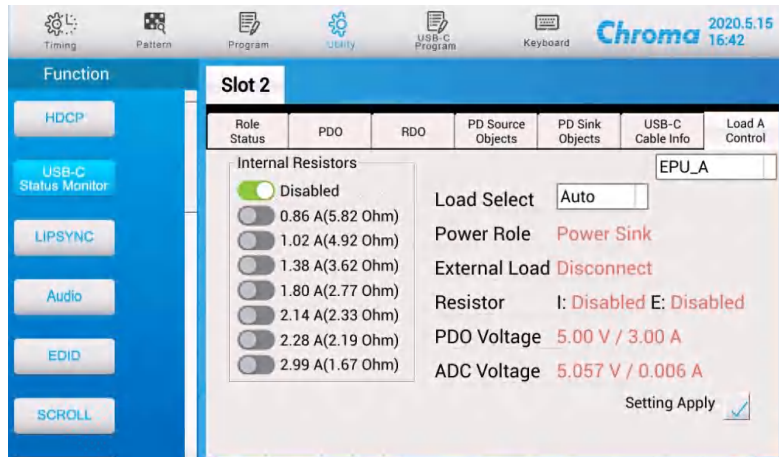 Timing
Pattern
Program
Utility
USB-C
Program
Keyboard
Chroma
2020.5.15
16:42
Function
HDCP
USB-C
Status Monitor
LIPSYNC
Audio
EDID
SCROLL
Slot 2
Role
Status
PDO
RDO
PD Source
Objects
PD Sink
Objects
USB-C
Cable Info
Load A
Control
Internal Resistors
Disabled
0.86 A(5.82 Ohm)
1.02 A(4.92 Ohm)
1.38 A(3.62 Ohm)
1.80 A(2.77 Ohm)
2.14 A(2.33 Ohm)
2.28 A(2.19 Ohm)
2.99 A(1.67 Ohm)
EPU_A
Load Select Auto
Power Role Power Sink
External Load Disconnect
Resistor I: Disabled E: Disabled
PDO Voltage 5.00 V / 3.00 A
ADC Voltage 5.057 V / 0.006 A
Setting Apply